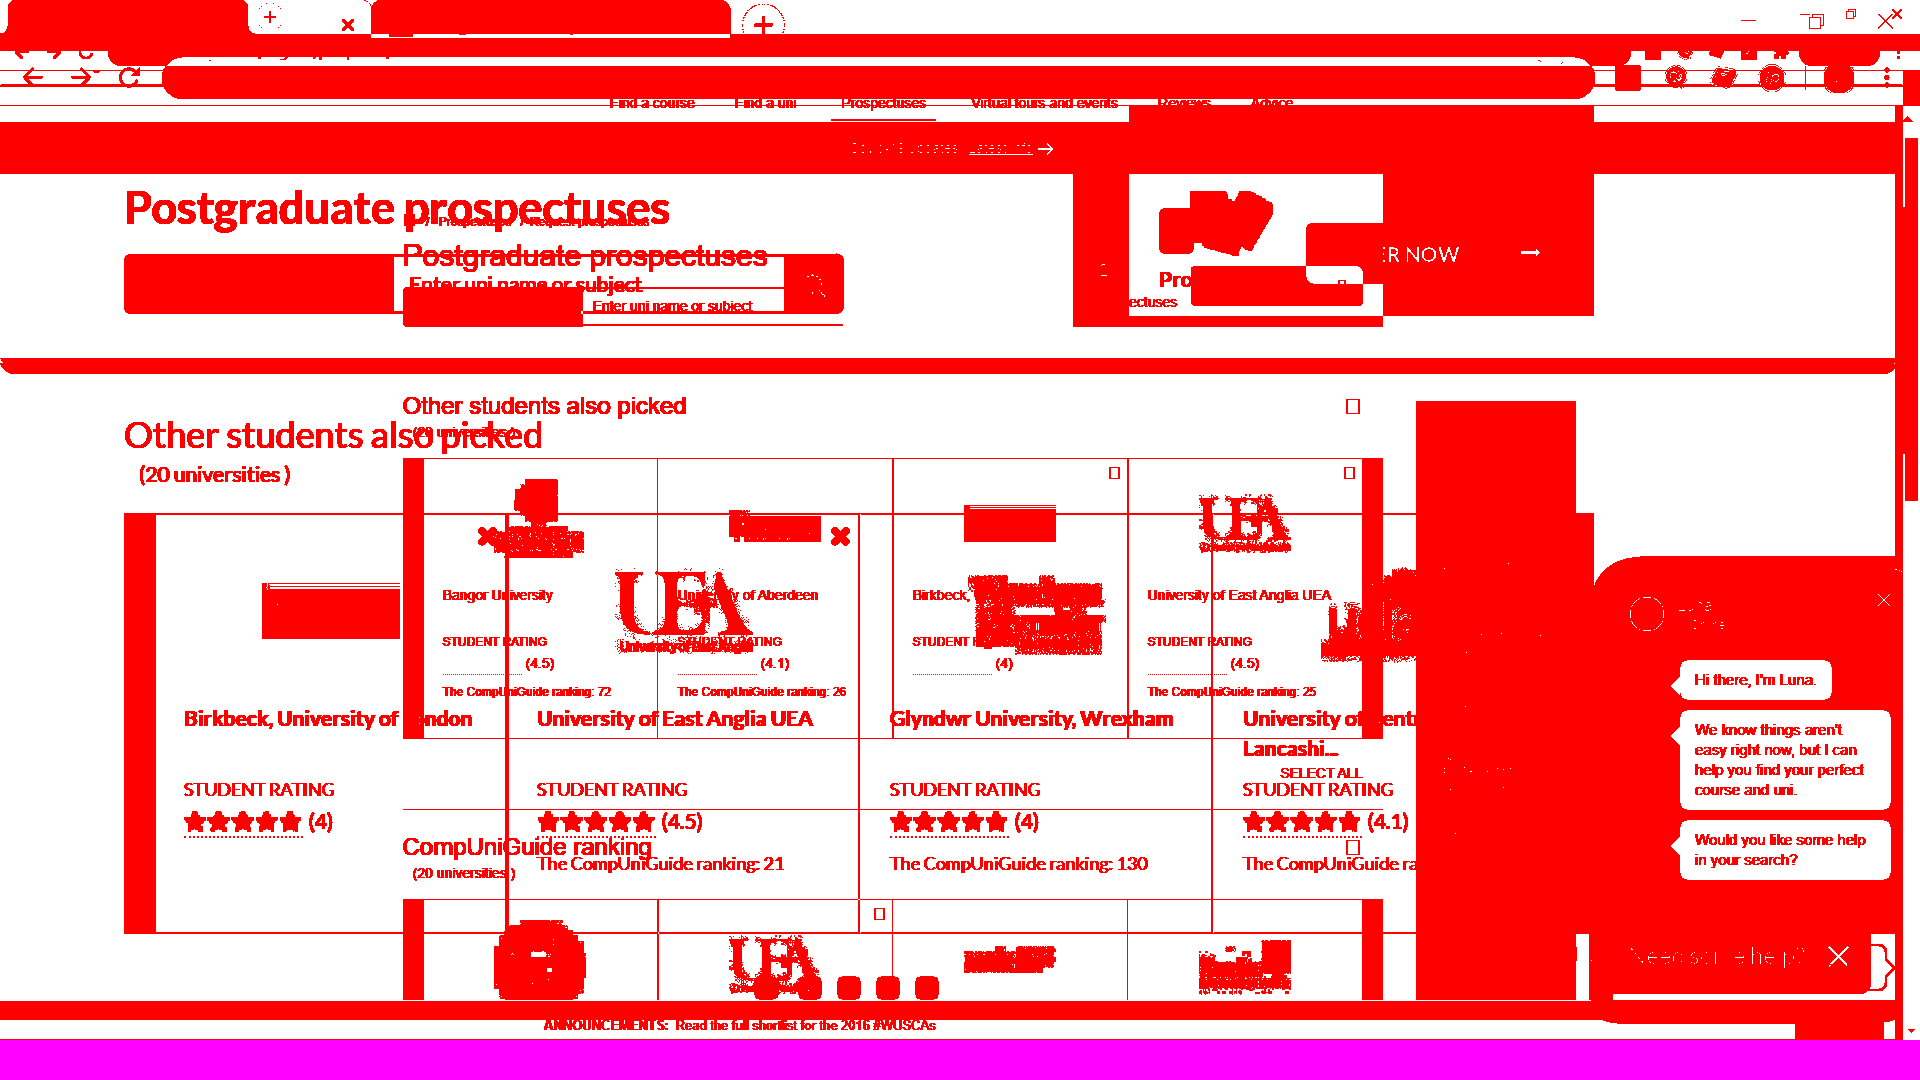 Find a course Find a uni Prospectuses Virtual tours and events Reviews Advice
Latest info
Postgraduate prospectuses
Postgraduate prospectuses
Enter uni name or subject
Enter uni name or subject
ER NOW
Pro
ectuses
Other students also picked
Other students also picked
(20 universities )
UEA
Bangor University
University of Aberdeen
Birkbeck,
University of East Anglia UEA
UEA
STUDENT RATING
STUDENT RATING
STUDENT
STUDENT RATING
(4.5)
(4.1)
(4)
(4.5)
The CompUniGuide ranking: 72
The CompUniGuide ranking: 26
The CompUniGuide ranking: 25
Birkbeck, University of London
University of East Anglia UEA
Glyndwr University, Wrexham
University of Centr
Lancashi...
SELECT ALL
STUDENT RATING
STUDENT RATING
STUDENT RATING
STUDENT RATING
(4)
(4.5)
(4)
(4.1)
CompUniGuide ranking
(20 universities )
The CompUniGuide ranking: 21
The CompUniGuide ranking: 130
The CompUniGuide ra
UEA
Hi there, I'm Luna.
We know things aren't
easy right now, but I can
help you find your perfect
course and uni.
Would you like some help
in your search?
Need some help?
ANNOUNCEMENTS: Read the full shortlist for the 2016 #WUSCAs